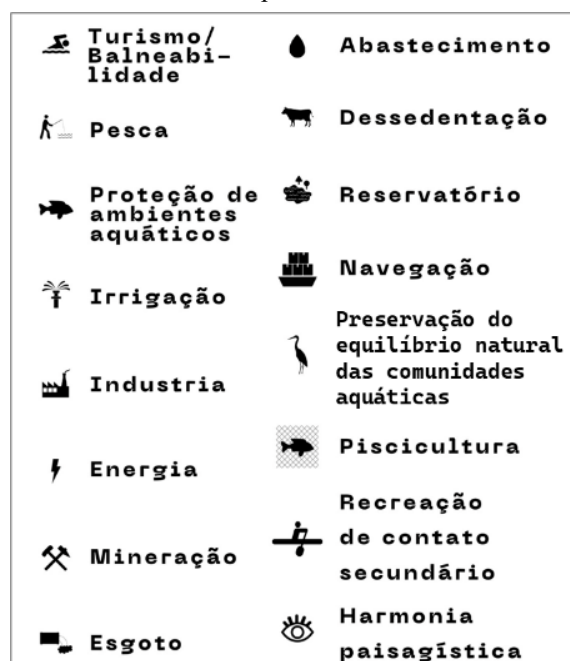 Turismo/
Balneabi-
lidade
Pesca
Proteção de
ambientes
aquáticos
Irrigação
Industria
Energia
Mineração
Esgoto
Abastecimento
Dessedentação
Reservatório
Navegação
Preservação do
equilíbrio natural
das comunidades
aquáticas
Piscicultura
Recreação
de contato
secundário
Harmonia
paisagística